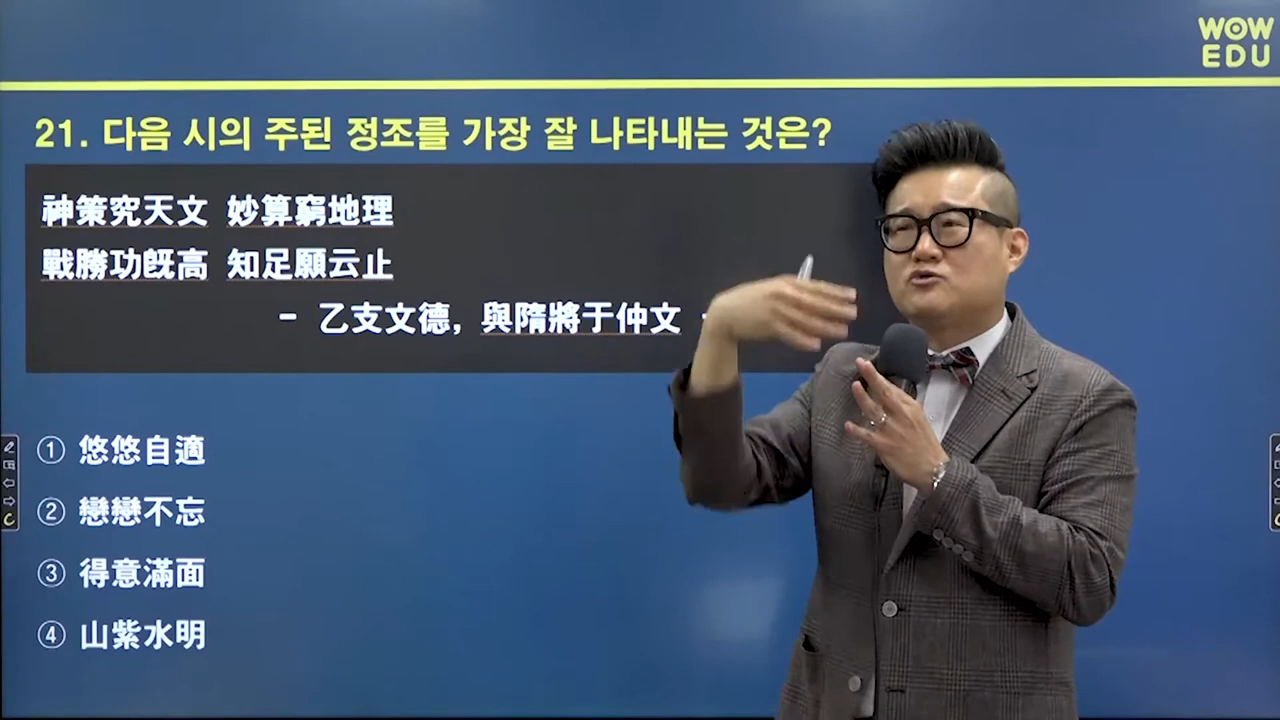 WOW
EDU
21. 다음 시의 주된 정조를 가장 잘 나타내는 것은?
神策究天文 妙算窮地理
戰勝功旣高 知足願云止
- 乙支文德, 與隋將于仲文 -
① 悠悠自適
② 戀戀不忘
③ 得意滿面
④ 山紫水明